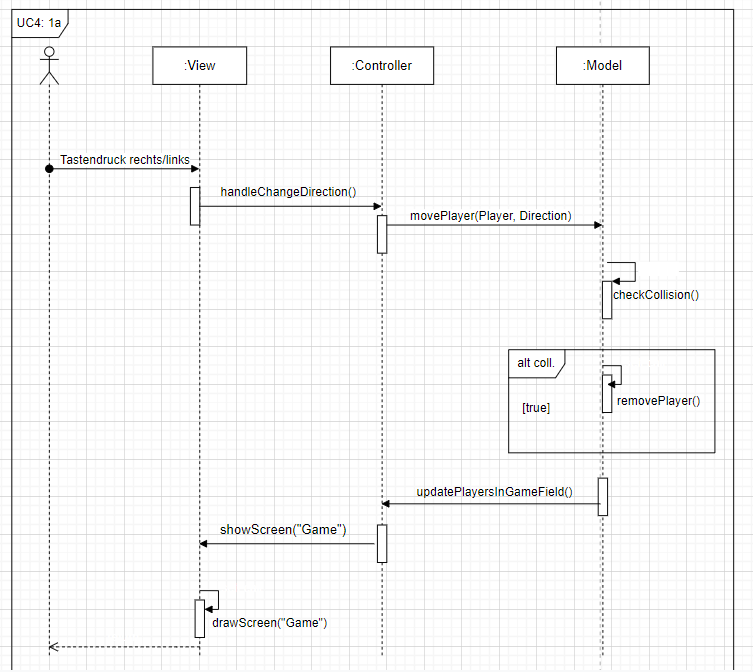 UC4: 1a
:View
:Controller
:Model
Tastendruck rechts/links
handleChangeDirection()
movePlayer(Player, Direction)
checkCollision()
alt coll.
[true]
removePlayer()
updatePlayersInGameField()
showScreen("Game")
drawScreen("Game")